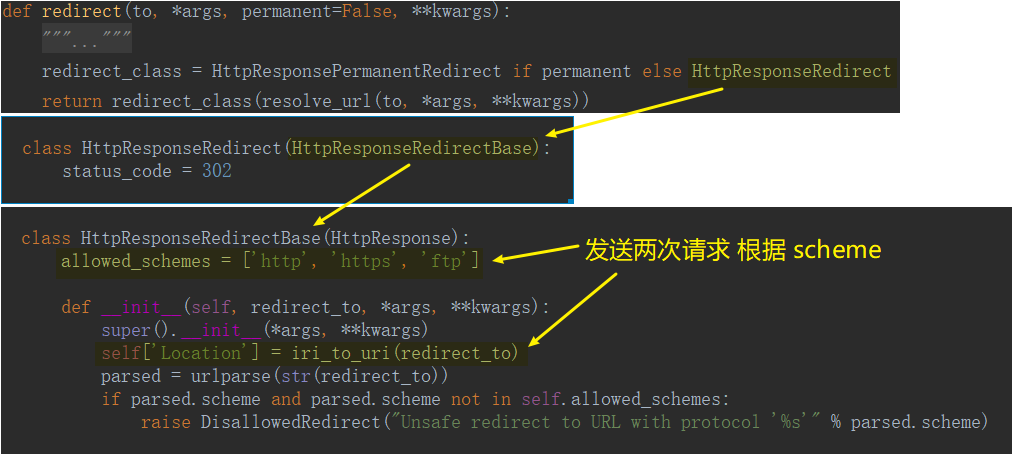 def redirect(to, *args, permanent=False, **kwargs):
    """..."""
    redirect_class = HttpResponsePermanentRedirect if permanent else HttpResponseRedirect
    return redirect_class(resolve_url(to, *args, **kwargs))
class HttpResponseRedirect(HttpResponseRedirectBase):
    status_code = 302
class HttpResponseRedirectBase(HttpResponse):
    allowed_schemes = ['http', 'https', 'ftp']
发送两次请求 根据 scheme
    def __init__(self, redirect_to, *args, **kwargs):
        super().__init__(*args, **kwargs)
        self['Location'] = iri_to_uri(redirect_to)
        parsed = urlparse(str(redirect_to))
        if parsed.scheme and parsed.scheme not in self.allowed_schemes:
            raise DisallowedRedirect("Unsafe redirect to URL with protocol '%s'" % parsed.scheme)